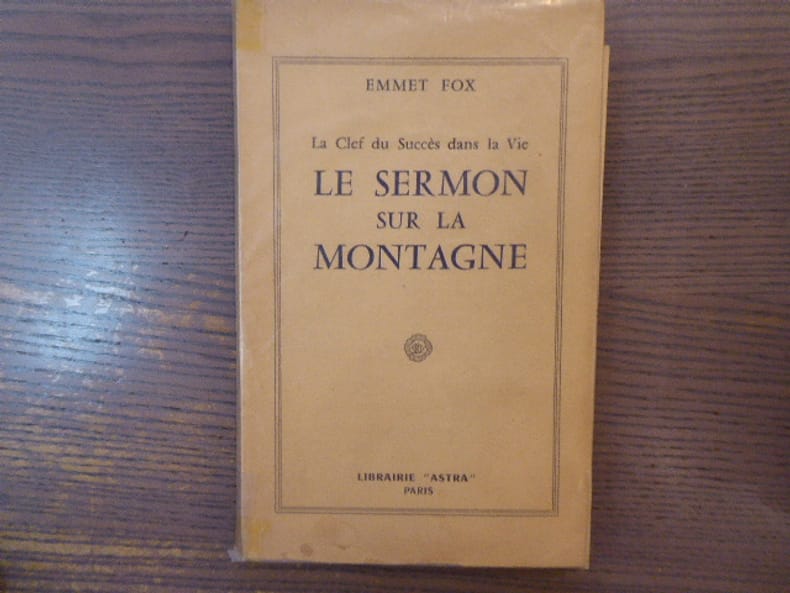 EMMET FOX
La Clef du Succès dans la Vie
LE SERMON
SUR LA
MONTAGNE
LIBRAIRIE "ASTRA"
PARIS